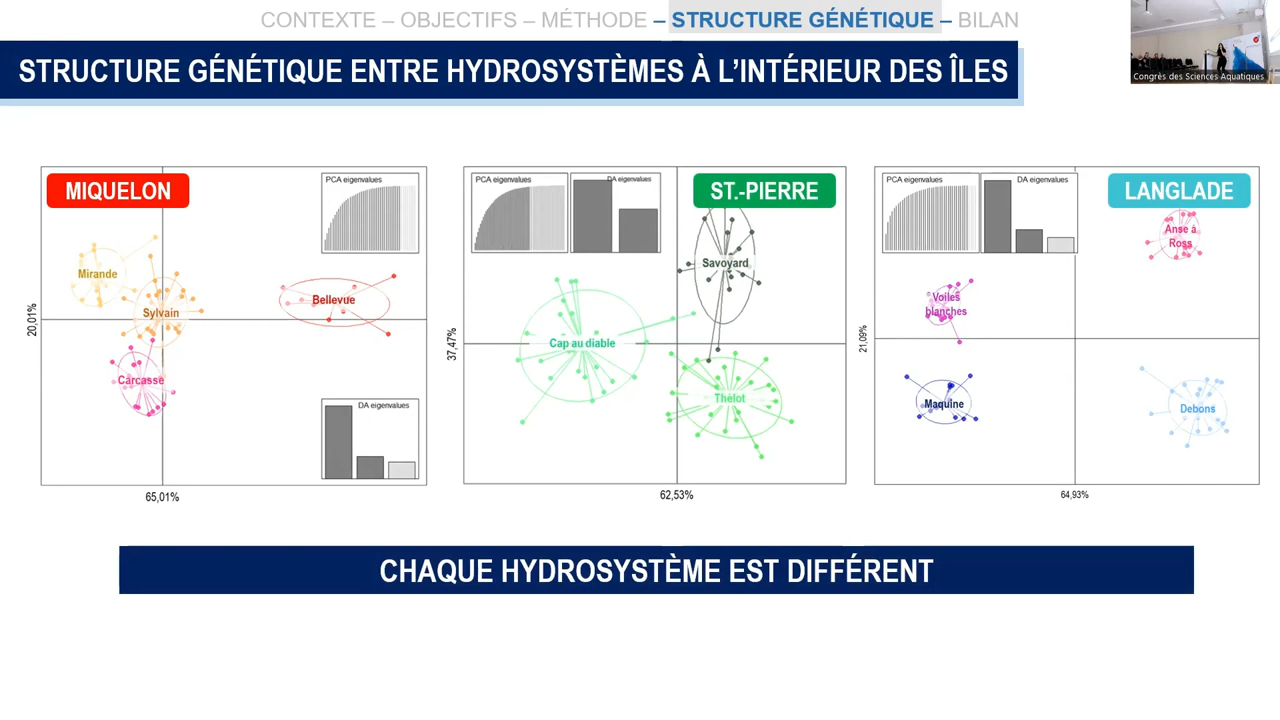 CONTEXTE – OBJECTIFS – MÉTHODE – STRUCTURE GÉNÉTIQUE – BILAN
STRUCTURE GÉNÉTIQUE ENTRE HYDROSYSTÈMES À L’INTÉRIEUR DES ÎLES
Congrès des Sciences Aquatiques
MIQUELON
PCA eigenvalues
Mirande
Sylvain
Bellevue
Carcasse
DA eigenvalues
20,01%
65,01%
PCA eigenvalues
DA eigenvalues
ST.-PIERRE
Savoyard
Cap au diable
Thélot
37,47%
62,53%
PCA eigenvalues
DA eigenvalues
LANGLADE
Anse à
Ross
Voiles
blanches
Maquine
Debons
21,09%
64,93%
CHAQUE HYDROSYSTÈME EST DIFFÉRENT